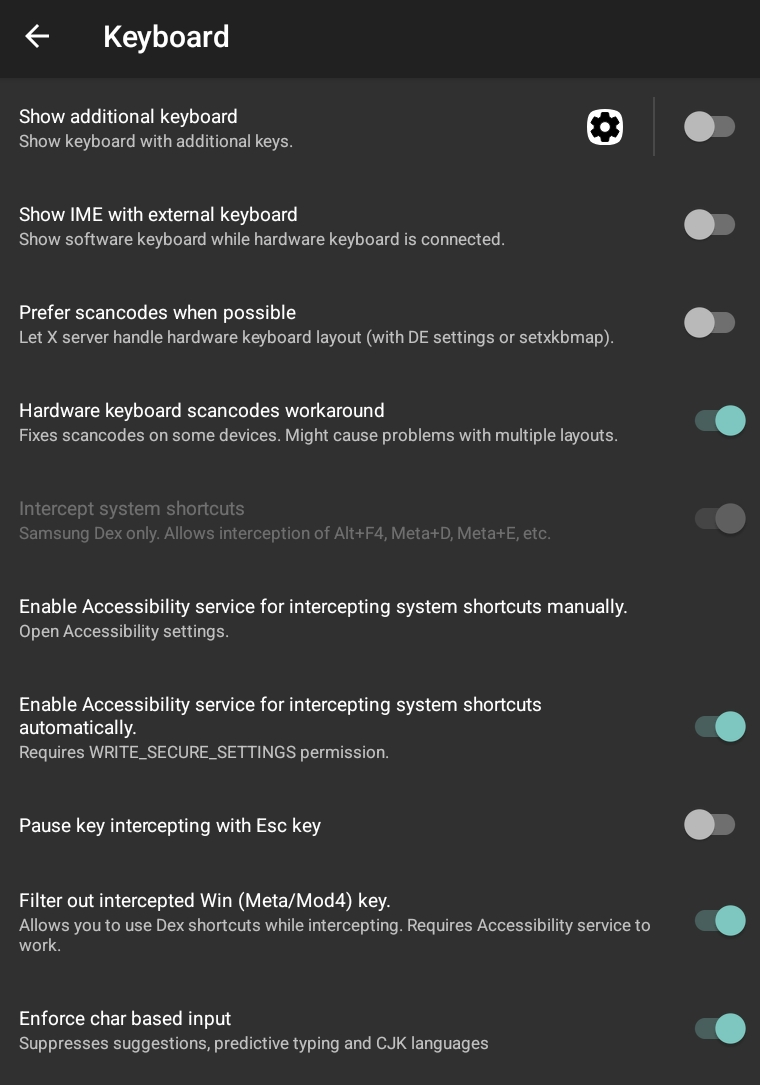 Keyboard
Show additional keyboard
Show keyboard with additional keys.
Show IME with external keyboard
Show software keyboard while hardware keyboard is connected.
Prefer scancodes when possible
Let X server handle hardware keyboard layout (with DE settings or setxkbmap).
Hardware keyboard scancodes workaround
Fixes scancodes on some devices. Might cause problems with multiple layouts.
Intercept system shortcuts
Samsung Dex only. Allows interception of Alt+F4, Meta+D, Meta+E, etc.
Enable Accessibility service for intercepting system shortcuts manually.
Open Accessibility settings.
Enable Accessibility service for intercepting system shortcuts
automatically.
Requires WRITE_SECURE_SETTINGS permission.
Pause key intercepting with Esc key
Filter out intercepted Win (Meta/Mod4) key.
Allows you to use Dex shortcuts while intercepting. Requires Accessibility service to
work.
Enforce char based input
Suppresses suggestions, predictive typing and CJK languages